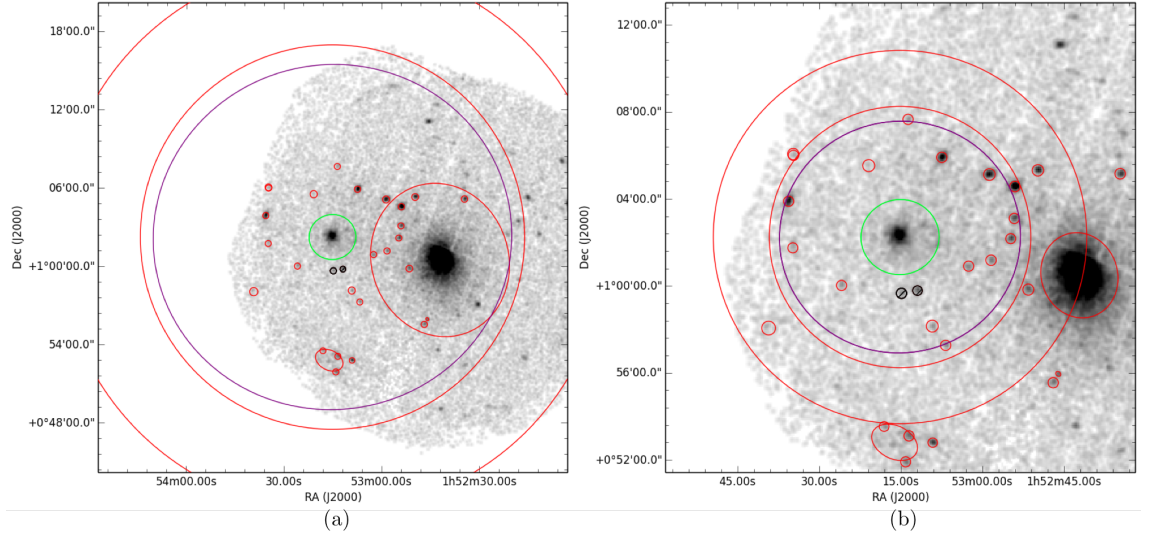 18'00.0"
12'00.0"
06'00.0"
+1°00'00.0"
54'00.0"
+0°48'00.0"
Dec (J2000)
54m00.00s
30.00s
53m00.00s
1h52m30.00s
RA (J2000)
(a)
12'00.0"
08'00.0"
04'00.0"
+1°00'00.0"
56'00.0"
+0°52'00.0"
Dec (J2000)
45.00s
30.00s
15.00s
53m00.00s
1h52m45.00s
RA (J2000)
(b)